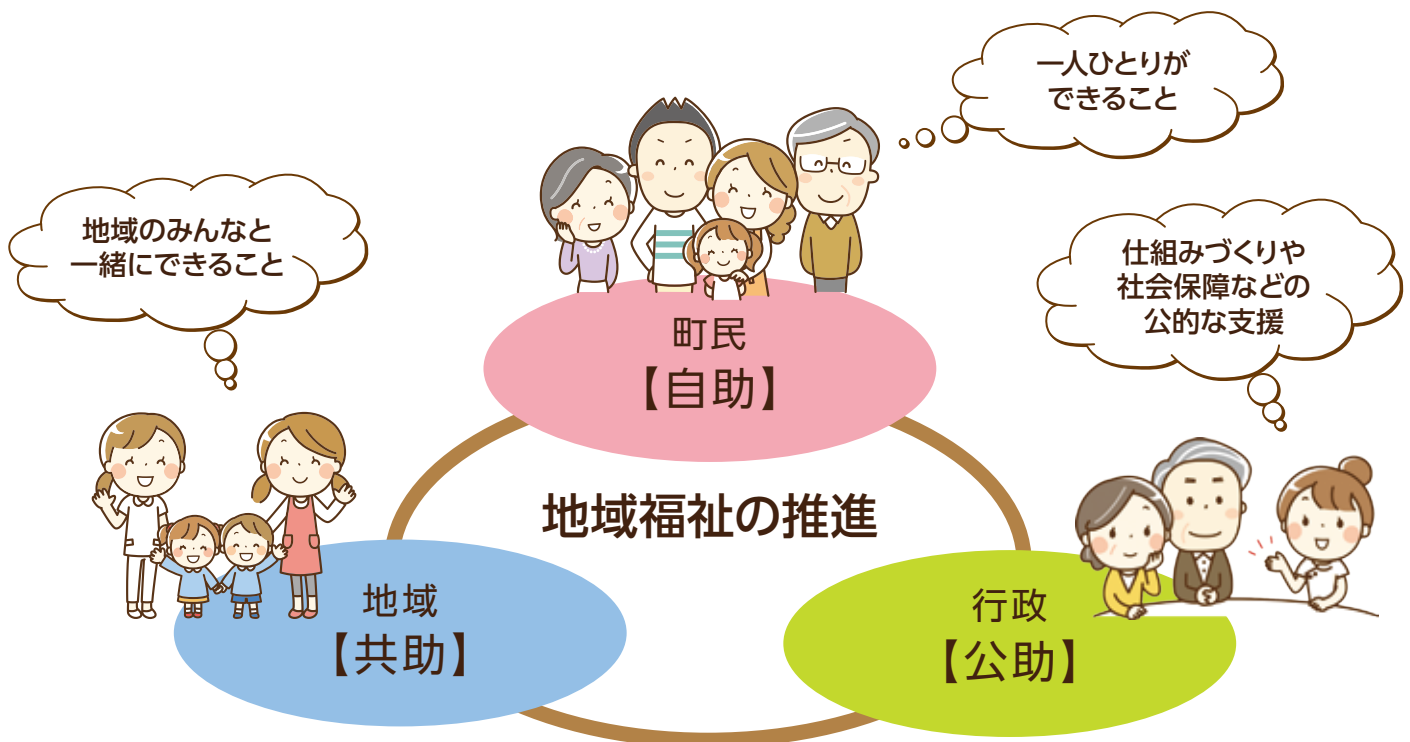 一人ひとりが
できること
地域のみんなと
一緒にできること
仕組みづくりや
社会保障などの
公的な支援
町民
【自助】
地域福祉の推進
地域
【共助】
行政
【公助】